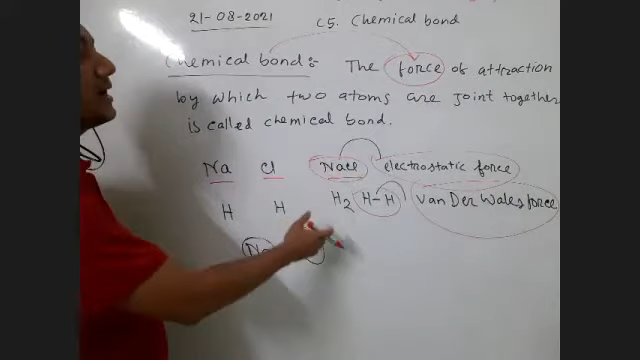 21-08-2021 C5. Chemical bond
Chemical bond: The force of attraction
by which two atoms are joint together
is called chemical bond.
Na Cl NaCl electrostatic force
H H H2 H-H Van Der Wales force
Na